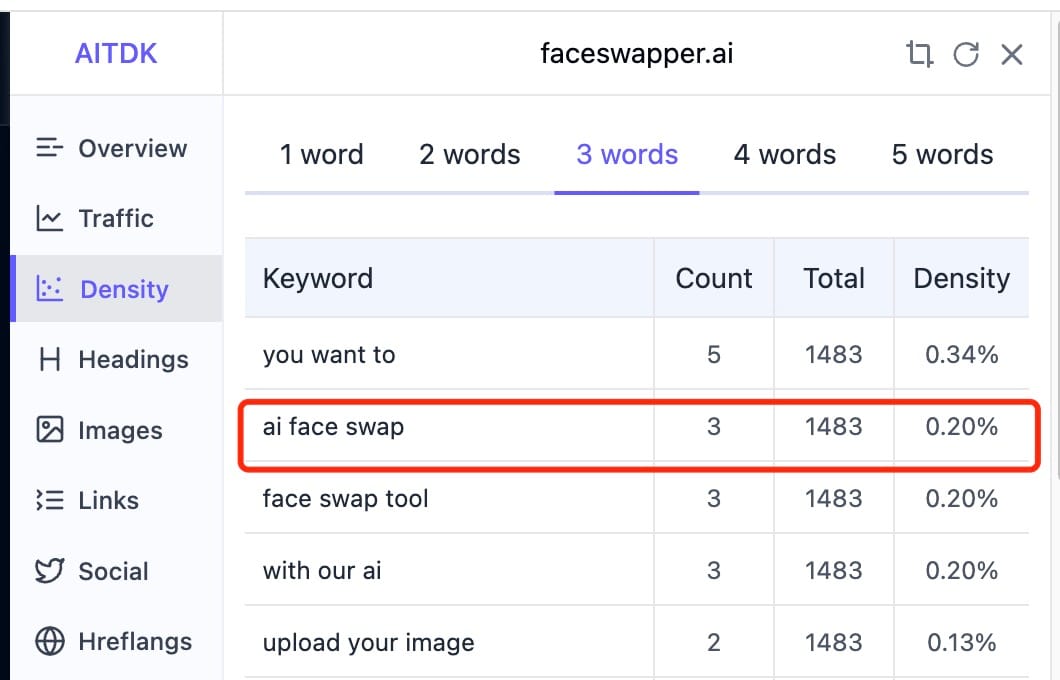 AITDK
faceswapper.ai
Overview
Traffic
Density
Headings
Images
Links
Social
Hreflangs
1 word 2 words 3 words 4 words 5 words
Keyword Count Total Density
you want to 5 1483 0.34%
ai face swap 3 1483 0.20%
face swap tool 3 1483 0.20%
with our ai 3 1483 0.20%
upload your image 2 1483 0.13%